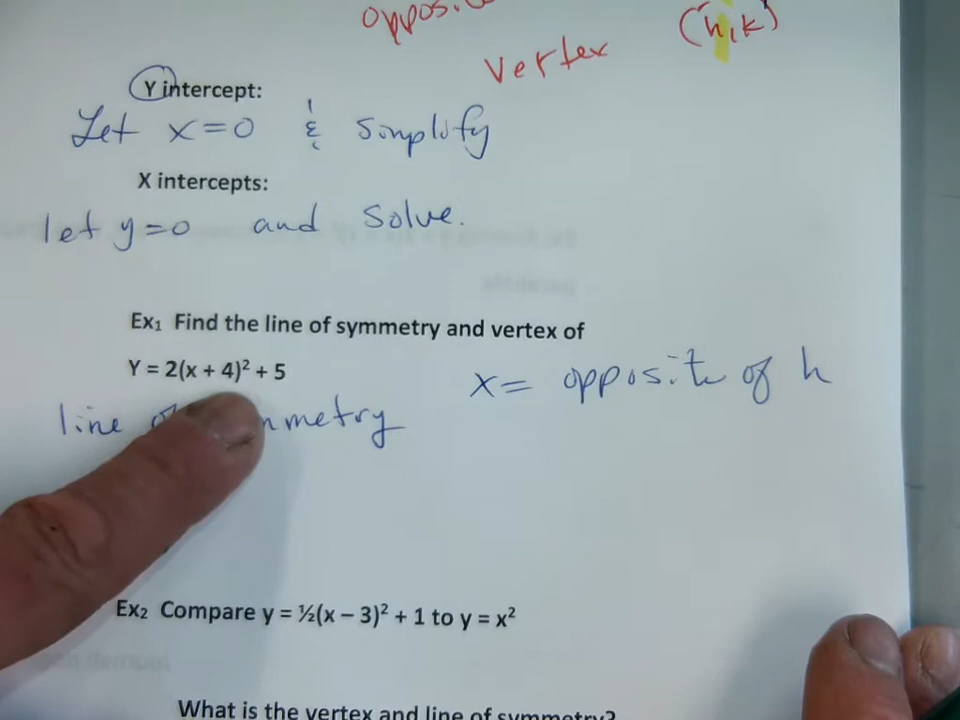 Vertex (h,k)
Y intercept:
Let x=0 & simplify
X intercepts:
let y=0 and solve.
Ex₁ Find the line of symmetry and vertex of
Y = 2(x + 4)² + 5
x = opposite of h
line
Ex₂ Compare y = ½(x – 3)² + 1 to y = x²
What is the vertex and line of symmetry?